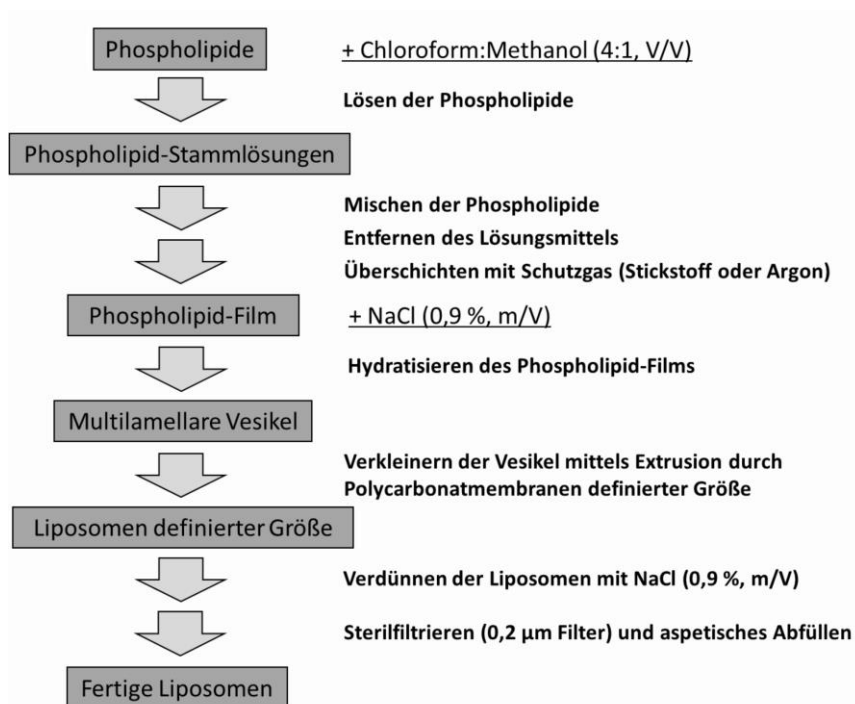 Phospholipide
+ Chloroform:Methanol (4:1, V/V)
Lösen der Phospholipide
Phospholipid-Stammlösungen
Mischen der Phospholipide
Entfernen des Lösungsmittels
Überschichten mit Schutzgas (Stickstoff oder Argon)
Phospholipid-Film
+ NaCl (0,9 %, m/V)
Hydratisieren des Phospholipid-Films
Multilamellare Vesikel
Verkleinern der Vesikel mittels Extrusion durch
Polycarbonatmembranen definierter Größe
Liposomen definierter Größe
Verdünnen der Liposomen mit NaCl (0,9 %, m/V)
Sterilfiltrieren (0,2 µm Filter) und aspetisches Abfüllen
Fertige Liposomen